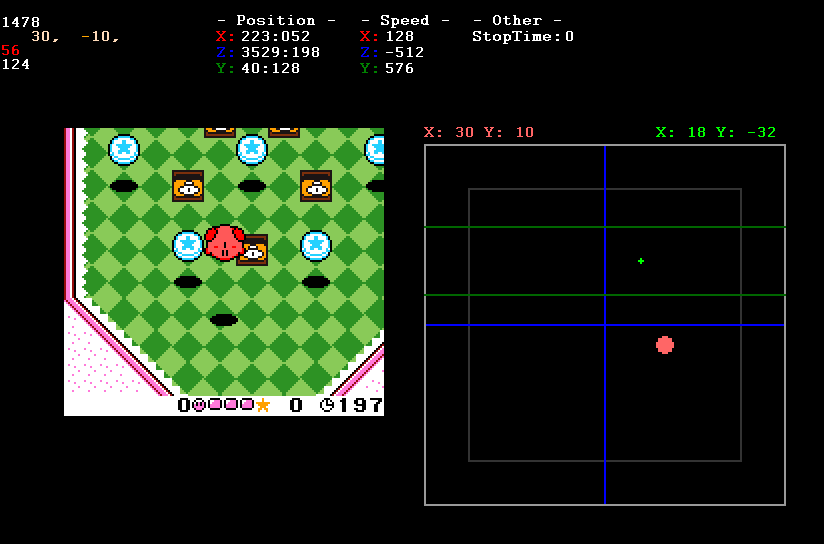 1478
30, -10,
56
124
- Position -
X: 223:052
Z: 3529:198
Y: 40:128
- Speed -
X: 128
Z: -512
Y: 576
- Other -
StopTime:0
X: 30 Y: 10
X: 18 Y: -32
0 0 197